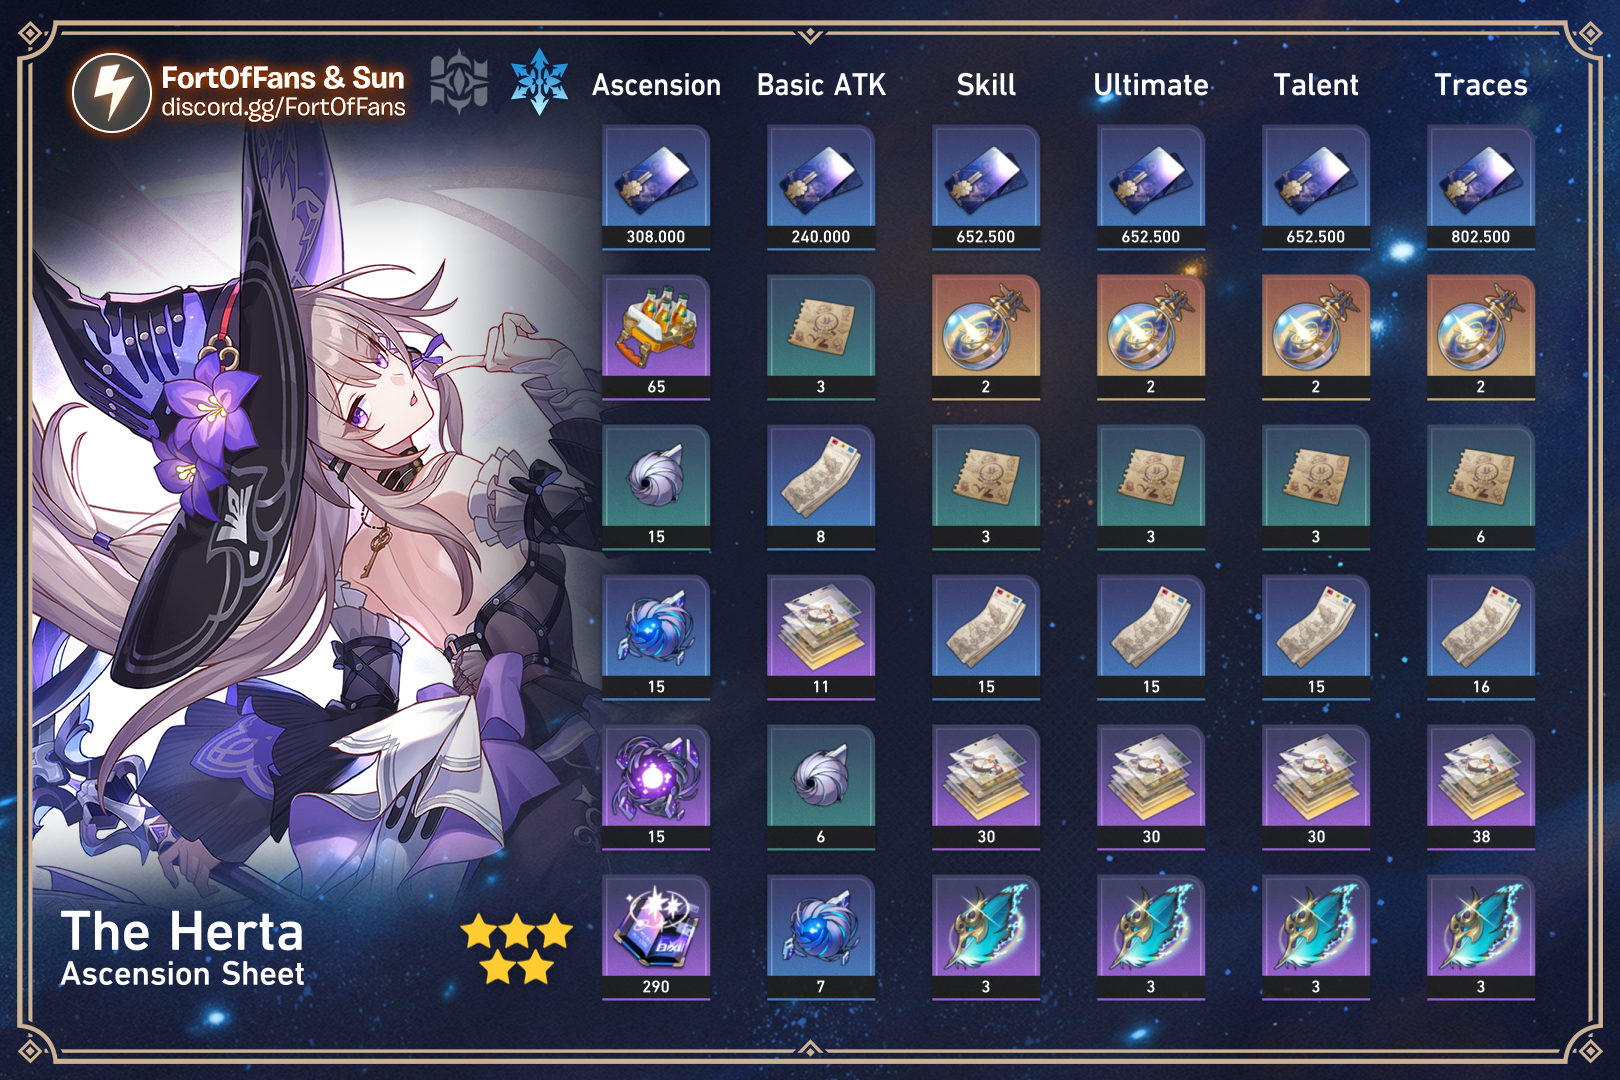 FortOfFans & Sun
discord.gg/FortOfFans
Ascension Basic ATK Skill Ultimate Talent Traces
308.000 240.000 652.500 652.500 652.500 802.500
65 3 2 2 2 2
15 8 3 3 3 6
15 11 15 15 15 16
15 6 30 30 30 38
290 7 3 3 3 3
The Herta
Ascension Sheet